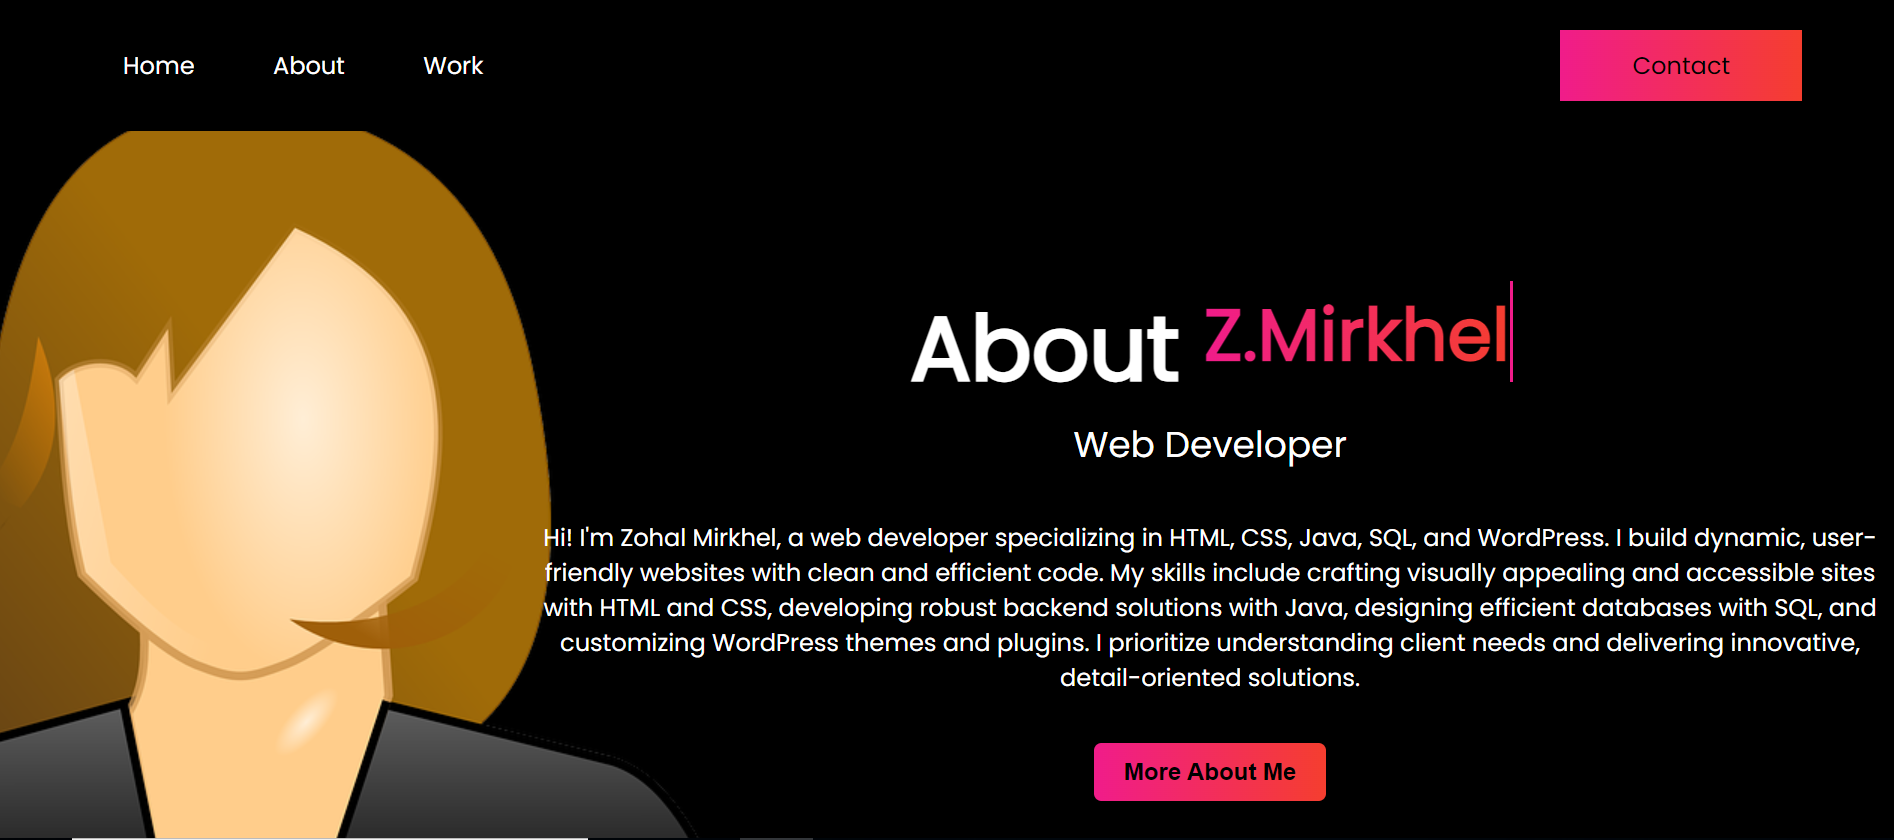 Home About Work Contact
About Z.Mirkhel
Web Developer
Hi! I'm Zohal Mirkhel, a web developer specializing in HTML, CSS, Java, SQL, and WordPress. I build dynamic, user-
friendly websites with clean and efficient code. My skills include crafting visually appealing and accessible sites
with HTML and CSS, developing robust backend solutions with Java, designing efficient databases with SQL, and
customizing WordPress themes and plugins. I prioritize understanding client needs and delivering innovative,
detail-oriented solutions.
More About Me